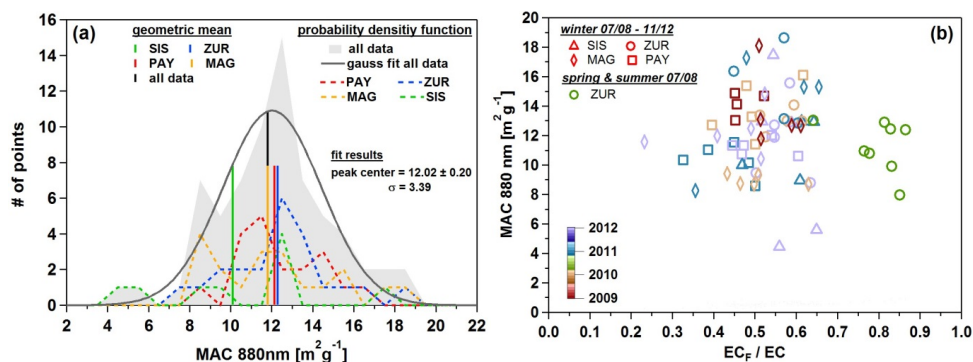 (a)
geometric mean
SIS ZUR
PAY MAG
all data
probability densitiy function
all data
gauss fit all data
PAY ZUR
MAG SIS
fit results
peak center = 12.02 ± 0.20
σ = 3.39
# of points
16
14
12
10
8
6
4
2
0
2 4 6 8 10 12 14 16 18 20 22
MAC 880nm [m²g⁻¹]
(b)
winter 07/08 - 11/12
SIS ZUR
MAG PAY
spring & summer 07/08
ZUR
2012
2011
2010
2009
MAC 880 nm [m² g⁻¹]
20
18
16
14
12
10
8
6
4
2
0
0.0 0.1 0.2 0.3 0.4 0.5 0.6 0.7 0.8 0.9 1.0
EC_F / EC